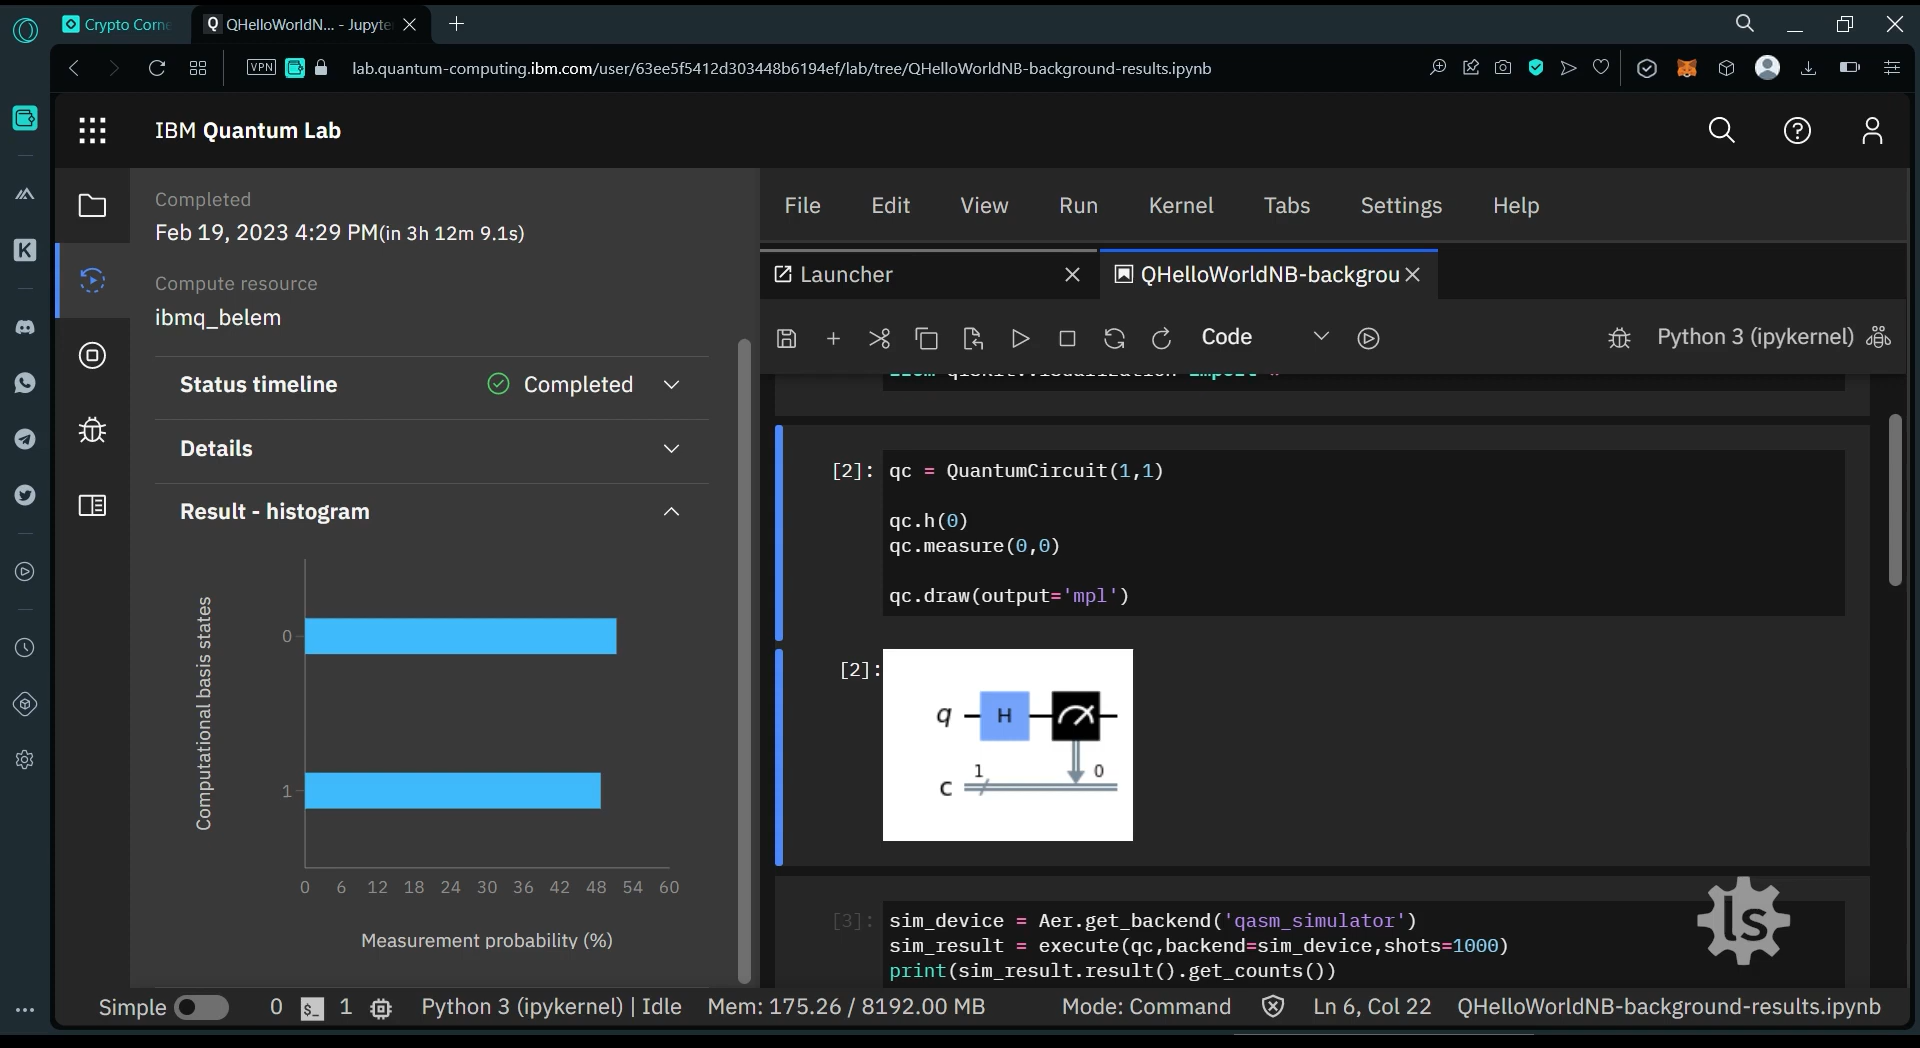 Crypto Corne
QHelloWorldN... - Jupyte
VPN
lab.quantum-computing.ibm.com/user/63ee5f5412d303448b6194ef/lab/tree/QHelloWorldNB-background-results.ipynb
IBM Quantum Lab
Completed
Feb 19, 2023 4:29 PM(in 3h 12m 9.1s)
Compute resource
ibmq_belem
Status timeline
Completed
Details
Result - histogram
Computational basis states
0
1
0 6 12 18 24 30 36 42 48 54 60
Measurement probability (%)
File Edit View Run Kernel Tabs Settings Help
Launcher
QHelloWorldNB-backgrou
Code
Python 3 (ipykernel)
[2]: qc = QuantumCircuit(1,1)
qc.h(0)
qc.measure(0,0)
qc.draw(output='mpl')
[2]:
q H
1 0
c
[3]: sim_device = Aer.get_backend('qasm_simulator')
sim_result = execute(qc,backend=sim_device,shots=1000)
print(sim_result.result().get_counts())
ls
Simple 0 $_ 1 Python 3 (ipykernel) | Idle Mem: 175.26 / 8192.00 MB Mode: Command Ln 6, Col 22 QHelloWorldNB-background-results.ipynb